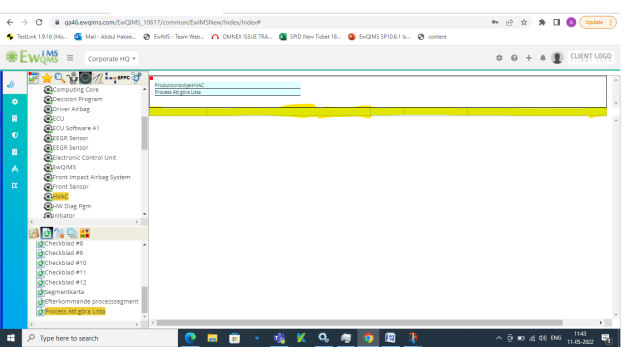 qa46.ewqims.com/EwQIMS_10617/common/EwIMSNew/Index/Index#
Update
TestLink 1.9.16 (Mo...
Mail - Abdul Hakee...
EwIMS - Team Web...
OMNEX ISSUE TRA...
SPID New Ticket 18...
EwQIMS SP10.6.1 is...
content
EwQIMS
Corporate HQ
CLIENT LOGO
EPPC
Computing Core
Decision Program
Driver Airbag
ECU
ECU Software A1
EEGR Sensor
EEGR Sensor
Electronic Control Unit
EwQIMS
Front Impact Airbag System
Front Sensor
HVAC
HW Diag Pgm
Initiator
Checkblad #8
Checkblad #9
Checkblad #10
Checkblad #11
Checkblad #12
Segmentkarta
Efterkommande processsegment
Process Att göra Lista
Produktionsobjekt
HVAC
Process Att göra Lista
Type here to search
ENG
11:43
11-05-2022